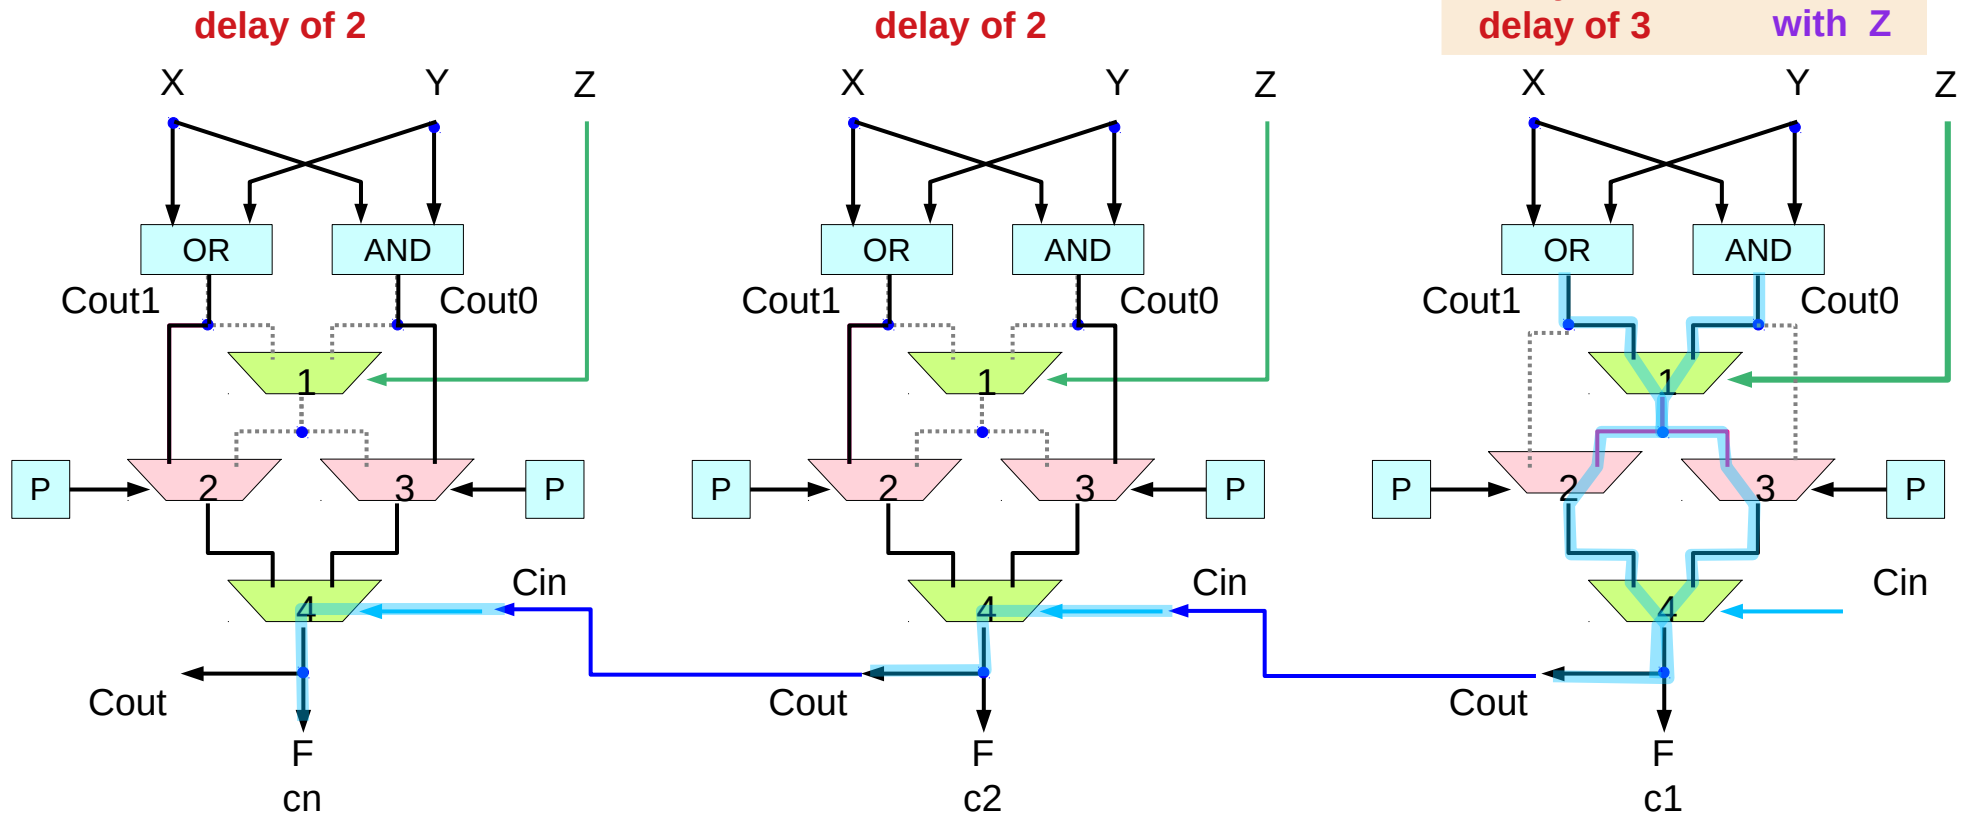 delay of 2
delay of 2
delay of 3
with Z
X Y Z
X Y Z
X Y Z
OR AND
OR AND
OR AND
Cout1 Cout0
Cout1 Cout0
Cout1 Cout0
1
1
1
P 2 3 P
P 2 3 P
P 2 3 P
Cin
Cin
Cin
4
4
4
Cout
Cout
Cout
F
F
F
cn
c2
c1